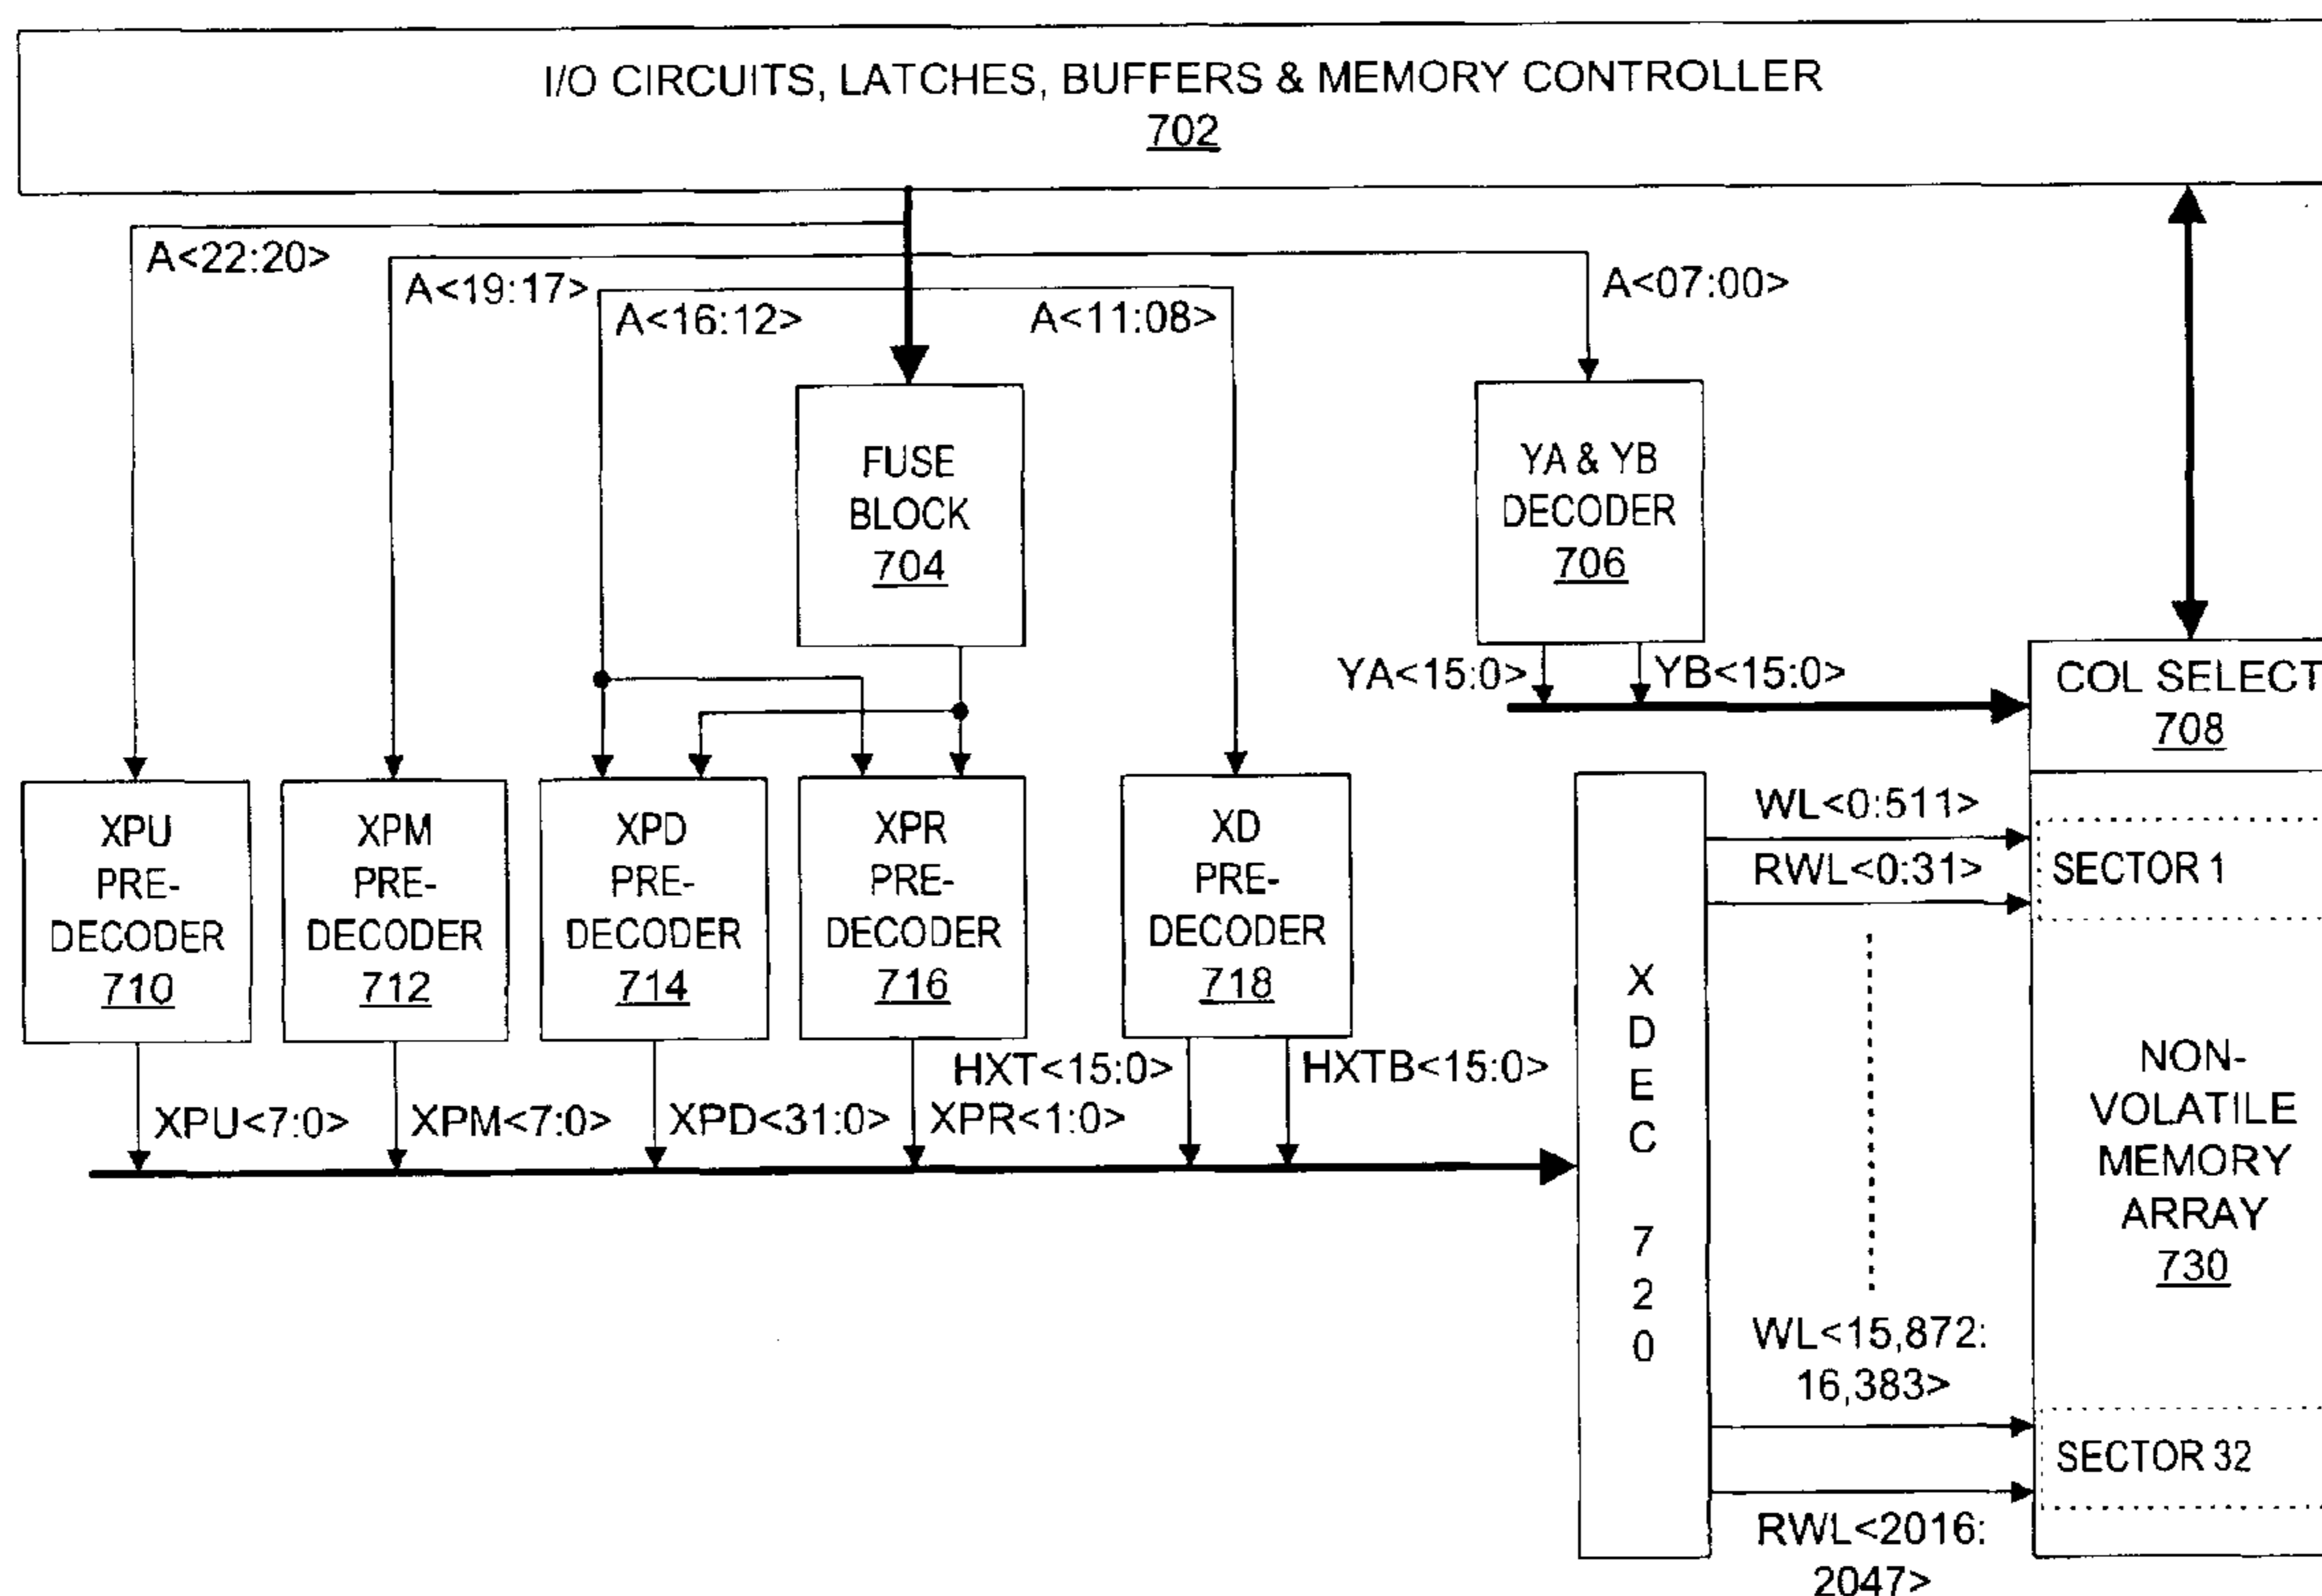 I/O CIRCUITS, LATCHES, BUFFERS & MEMORY CONTROLLER
702
A<22:20>
A<19:17>
A<16:12>
A<11:08>
A<07:00>
FUSE
BLOCK
704
YA & YB
DECODER
706
YA<15:0>
YB<15:0>
COL SELECT
708
XPU
PRE-
DECODER
710
XPM
PRE-
DECODER
712
XPD
PRE-
DECODER
714
XPR
PRE-
DECODER
716
XD
PRE-
DECODER
718
XPU<7:0>
XPM<7:0>
XPD<31:0>
XPR<1:0>
HXT<15:0>
HXTB<15:0>
X
D
E
C
7
2
0
WL<0:511>
RWL<0:31>
SECTOR 1
NON-
VOLATILE
MEMORY
ARRAY
730
WL<15,872:
16,383>
SECTOR 32
RWL<2016:
2047>